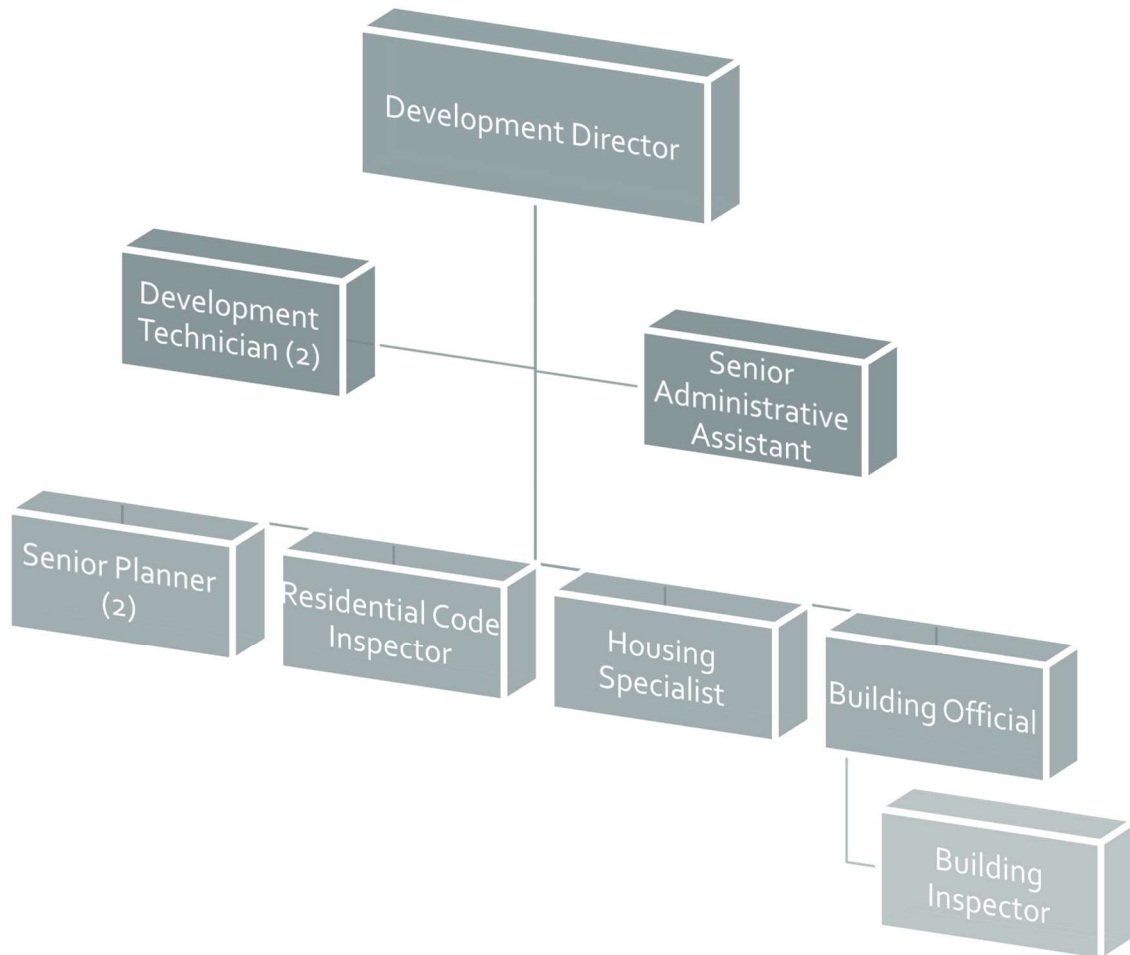 Development Director
Development
Technician (2)
Senior
Administrative
Assistant
Senior Planner
(2)
Residential Code
Inspector
Housing
Specialist
Building Official
Building
Inspector